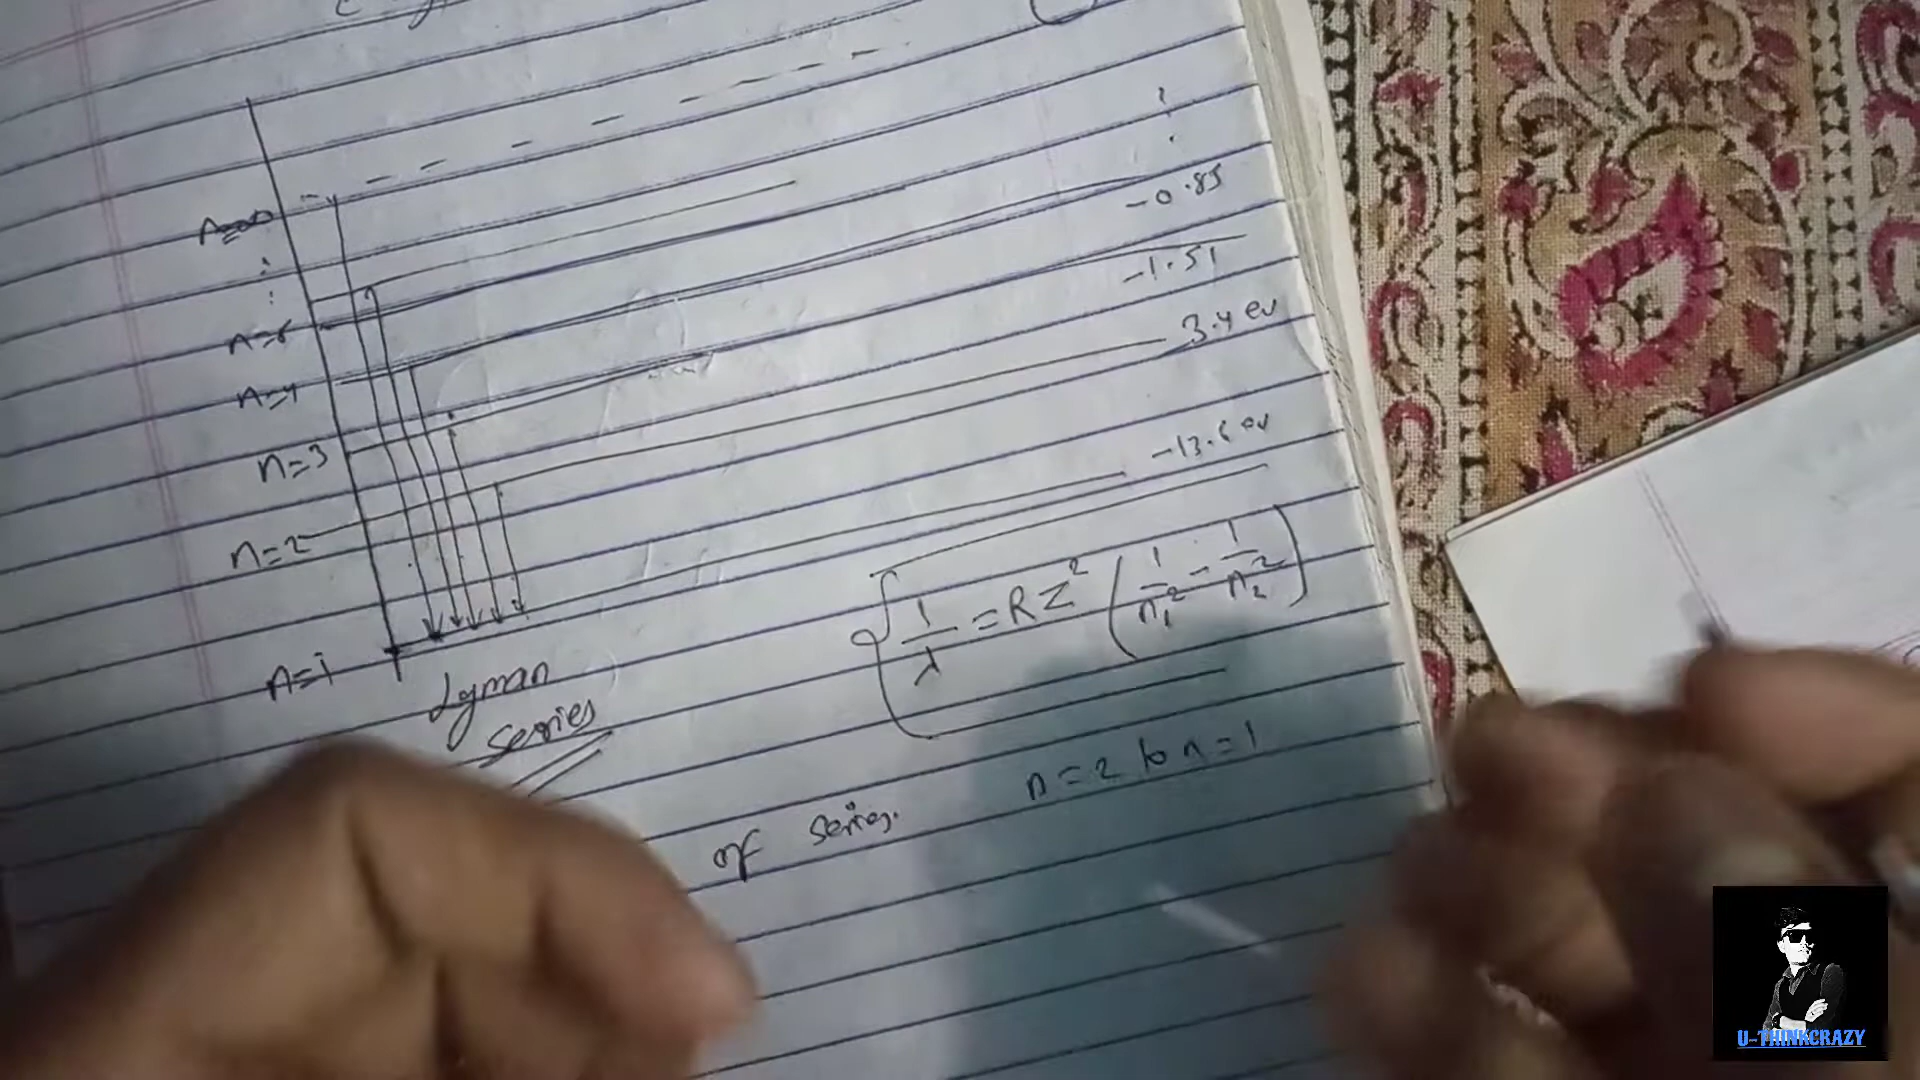 n=∞
-0.85
-1.51
n=4
3.4 ev
n=3
-13.6 ev
n=2
1/λ = RZ² (1/n₁² - 1/n₂²)
n=1
Lyman
series
n=2 to n=1
of series.
U-THINKCRAZY